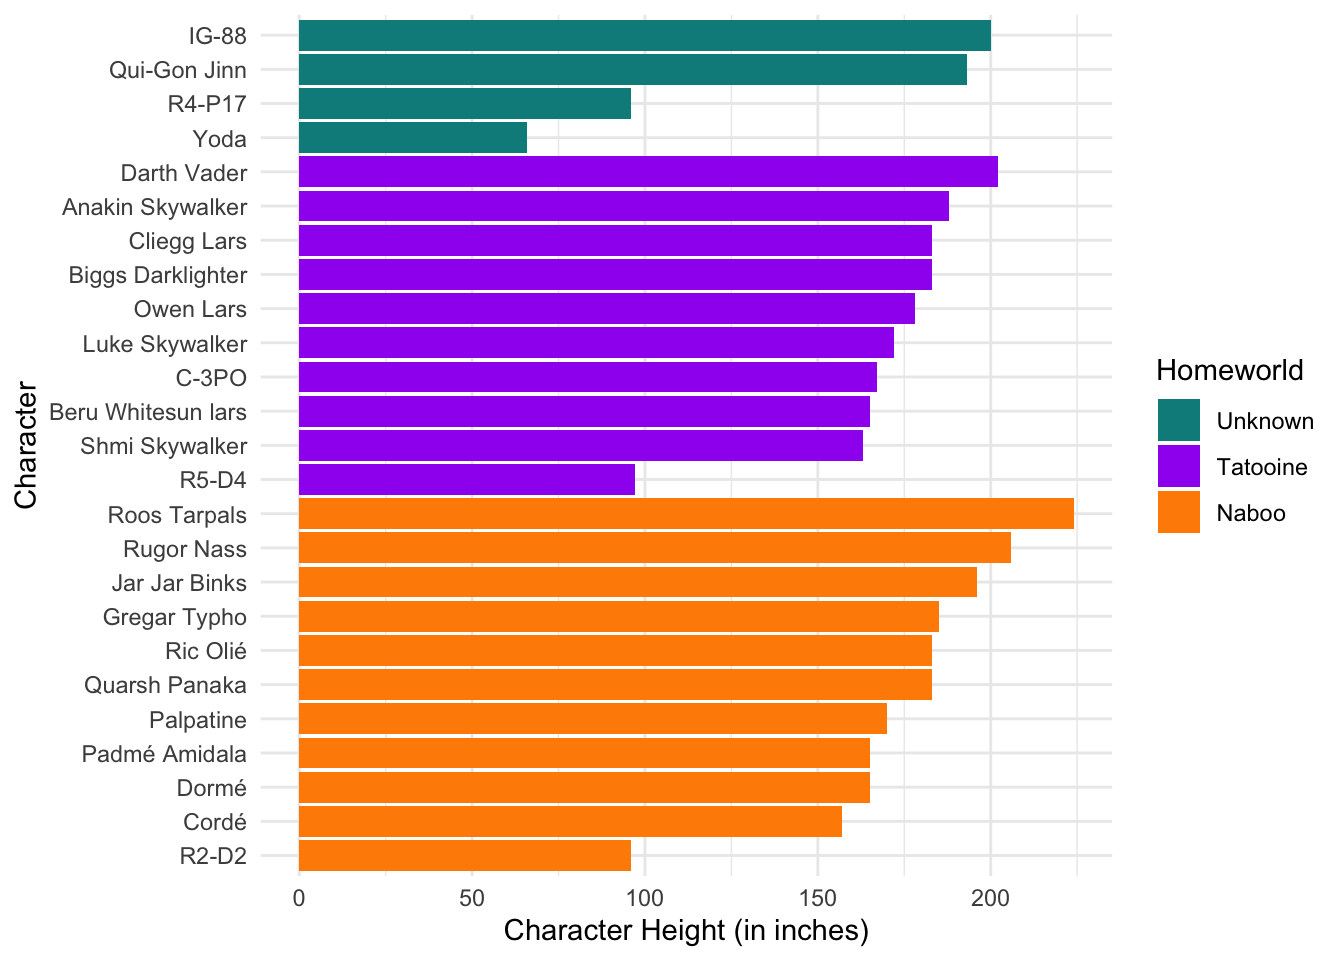 IG-88
Qui-Gon Jinn
R4-P17
Yoda
Darth Vader
Anakin Skywalker
Cliegg Lars
Biggs Darklighter
Owen Lars
Luke Skywalker
C-3PO
Beru Whitesun lars
Shmi Skywalker
R5-D4
Roos Tarpals
Rugor Nass
Jar Jar Binks
Gregar Typho
Ric Olié
Quarsh Panaka
Palpatine
Padmé Amidala
Dormé
Cordé
R2-D2
Character
0 50 100 150 200
Character Height (in inches)
Homeworld
Unknown
Tatooine
Naboo